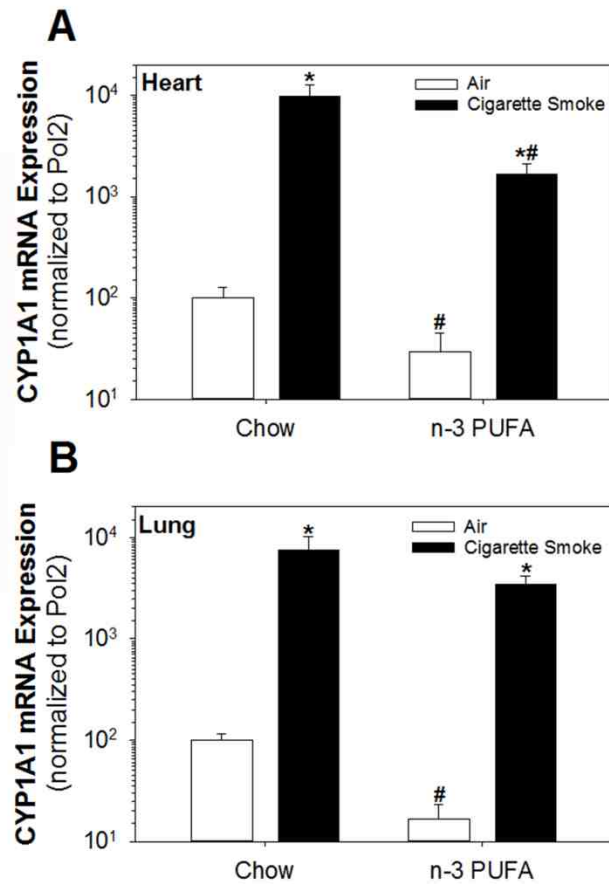 A
Heart
Air
Cigarette Smoke
CYP1A1 mRNA Expression
(normalized to Pol2)
10⁴
10³
10²
10¹
*
*#
#
Chow
n-3 PUFA
B
Lung
Air
Cigarette Smoke
CYP1A1 mRNA Expression
(normalized to Pol2)
10⁴
10³
10²
10¹
*
*
#
Chow
n-3 PUFA